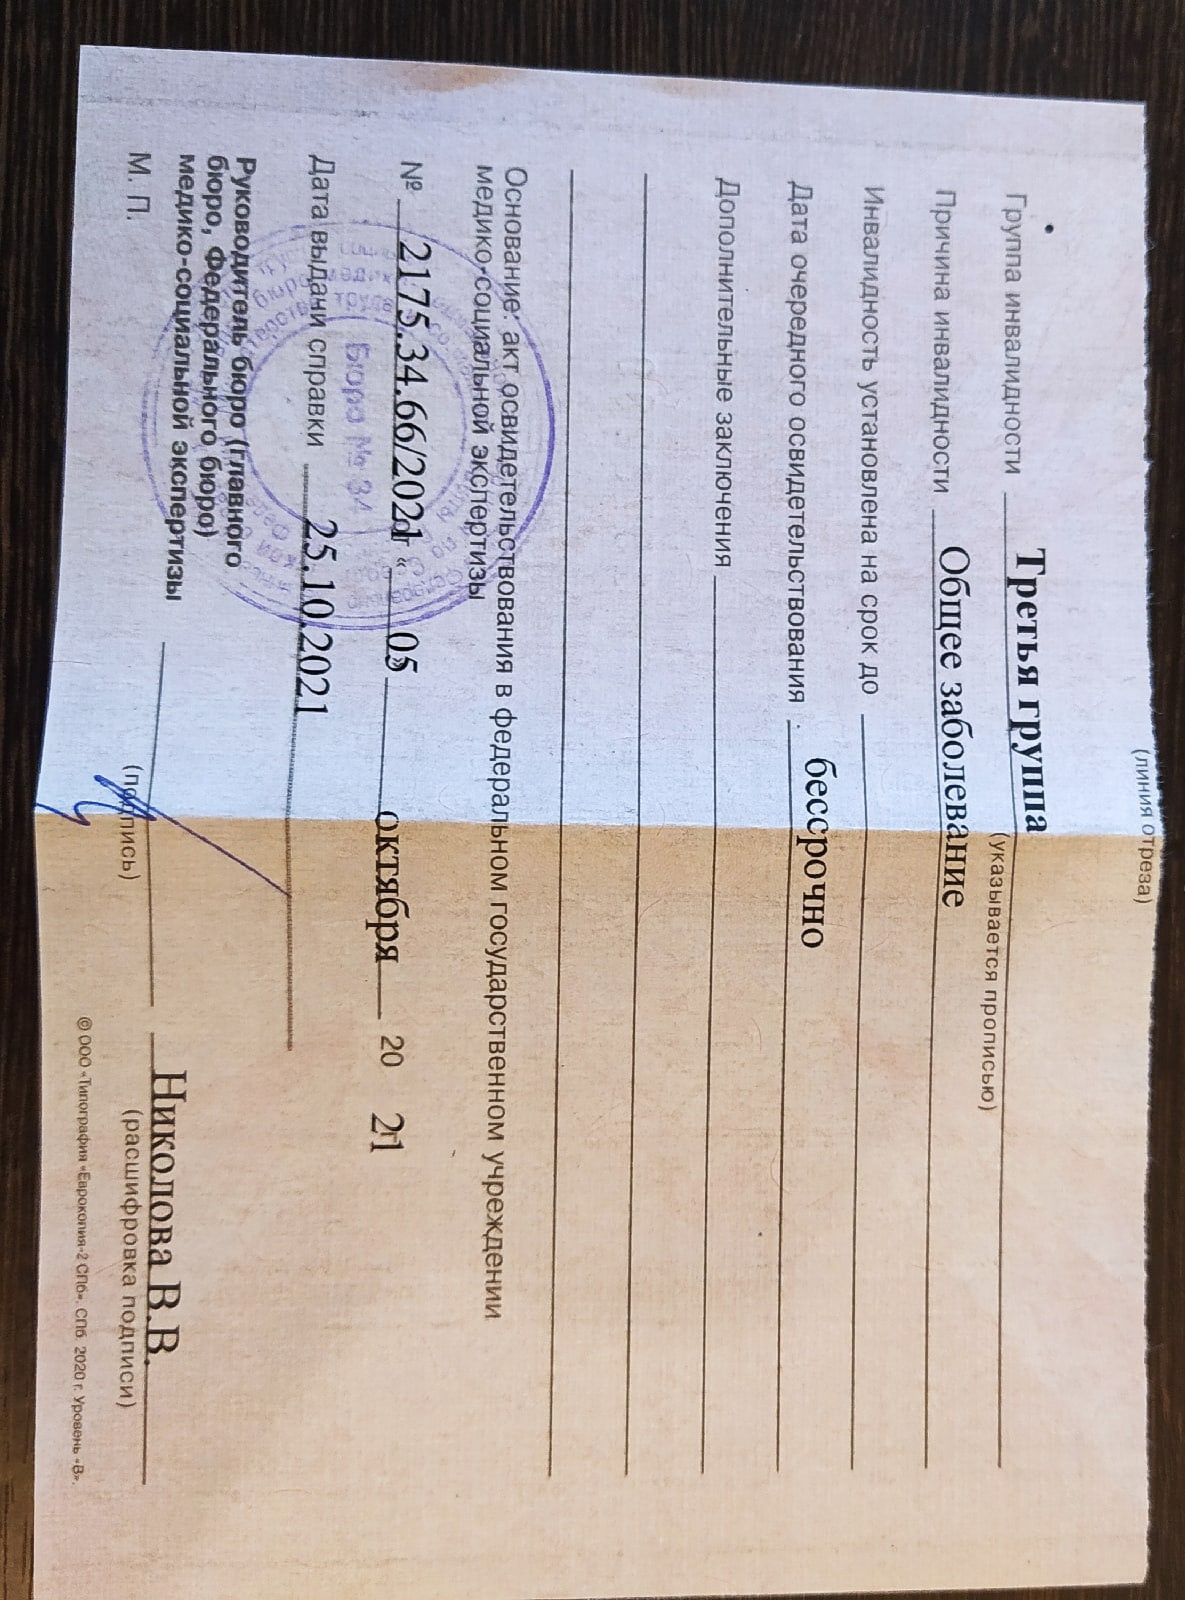 (линия отреза)
Группа инвалидности Третья группа
(указывается прописью)
Причина инвалидности Общее заболевание
Инвалидность установлена на срок до
Дата очередного освидетельствования бессрочно
Дополнительные заключения
Основание: акт освидетельствования в федеральном государственном учреждении
медико-социальной экспертизы
№ 2175.34.66/2021 « 05 » октября 20 21
Дата выдачи справки 25.10.2021
Бюро № 34
Руководитель бюро (главного
бюро, Федерального бюро)
медико-социальной экспертизы
Николова В.В.
М. П.
(подпись)
(расшифровка подписи)
© ООО «Типография «Еврокопия-2 СПб». СПб. 2020 г. Уровень «В».